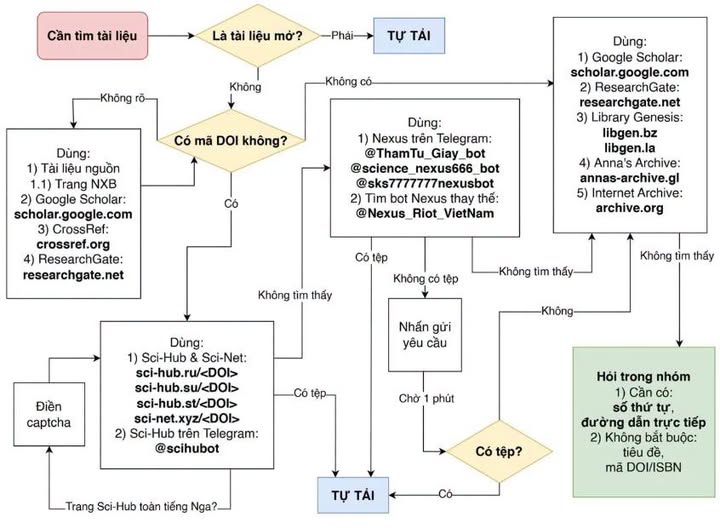 Cần tìm tài liệu
Là tài liệu mở?
Phải
TỰ TẢI
Không
Không có
Không rõ
Có mã DOI không?
Có
Dùng:
1) Tài liệu nguồn
1.1) Trang NXB
2) Google Scholar:
scholar.google.com
3) CrossRef:
crossref.org
4) ResearchGate:
researchgate.net
Dùng:
1) Nexus trên Telegram:
@ThamTu_Giay_bot
@science_nexus666_bot
@sks7777777nexusbot
2) Tìm bot Nexus thay thế:
@Nexus_Riot_VietNam
Dùng:
1) Google Scholar:
scholar.google.com
2) ResearchGate:
researchgate.net
3) Library Genesis:
libgen.bz
libgen.la
4) Anna's Archive:
annas-archive.gl
5) Internet Archive:
archive.org
Có tệp
Không có tệp
Không tìm thấy
Không tìm thấy
Không tìm thấy
Nhấn gửi
yêu cầu
Không
Chờ 1 phút
Có tệp?
Có
Dùng:
1) Sci-Hub & Sci-Net:
sci-hub.ru/<DOI>
sci-hub.su/<DOI>
sci-hub.st/<DOI>
sci-net.xyz/<DOI>
2) Sci-Hub trên Telegram:
@scihubot
Điền
captcha
Có tệp
Trang Sci-Hub toàn tiếng Nga?
TỰ TẢI
Hỏi trong nhóm
1) Cần có:
số thứ tự,
đường dẫn trực tiếp
2) Không bắt buộc:
tiêu đề,
mã DOI/ISBN